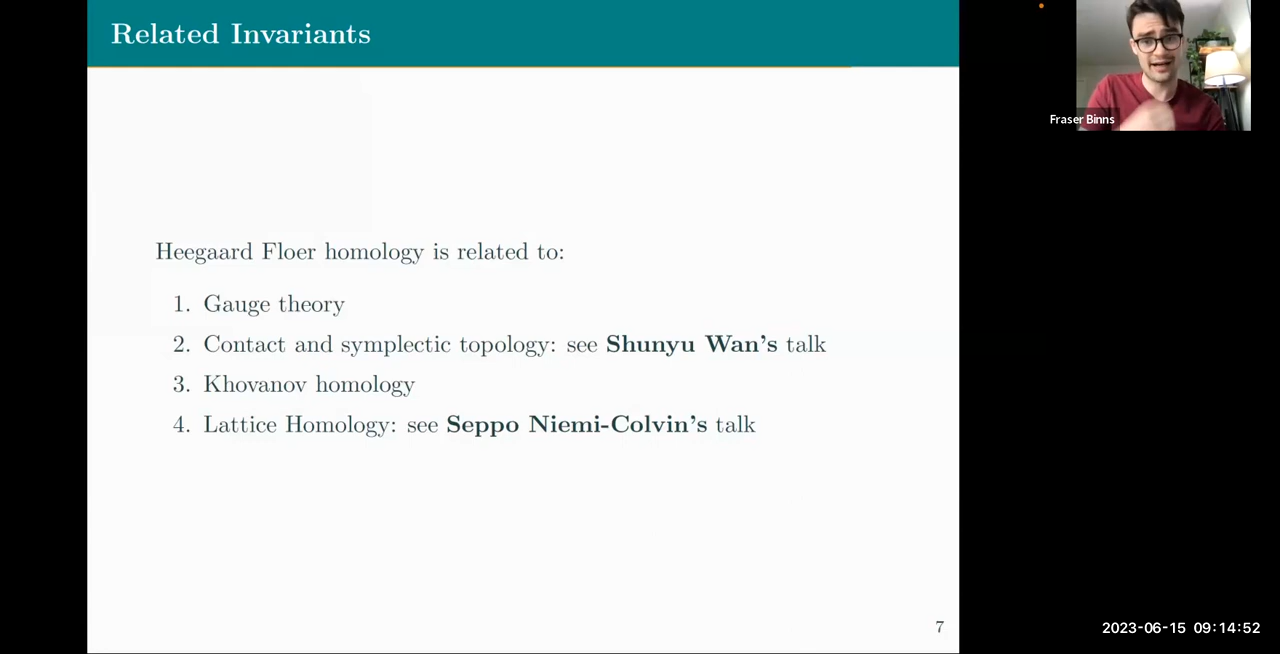 Related Invariants
Fraser Binns
Heegaard Floer homology is related to:
1. Gauge theory
2. Contact and symplectic topology: see Shunyu Wan's talk
3. Khovanov homology
4. Lattice Homology: see Seppo Niemi-Colvin's talk
7
2023-06-15 09:14:52